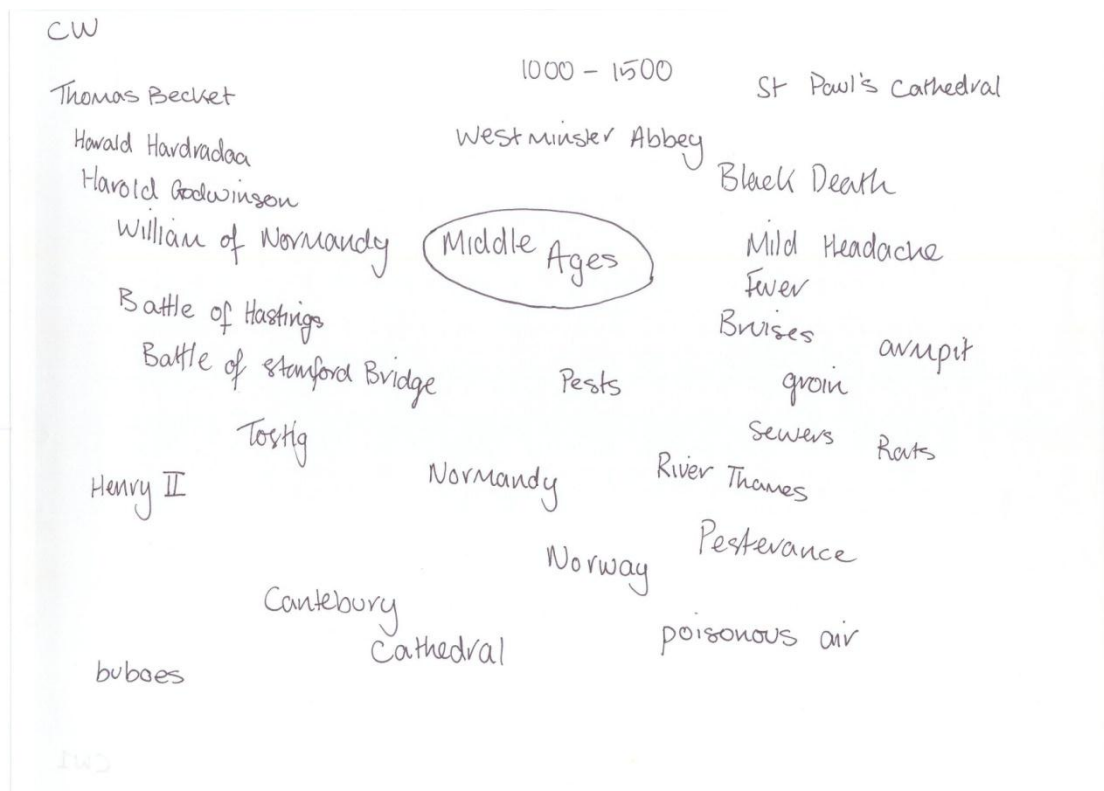 CW
1000 - 1500
St Paul's Cathedral
Thomas Becket
Westminster Abbey
Harald Hardradaa
Black Death
Harold Godwinson
William of Normandy
Middle Ages
Mild Headache
Fever
Battle of Hastings
Bruises
armpit
Battle of Stamford Bridge
Pests
groin
Tostig
Sewers
Rats
Henry II
Normandy
River Thames
Pesterance
Norway
Cantebury
Cathedral
poisonous air
buboes
CW1